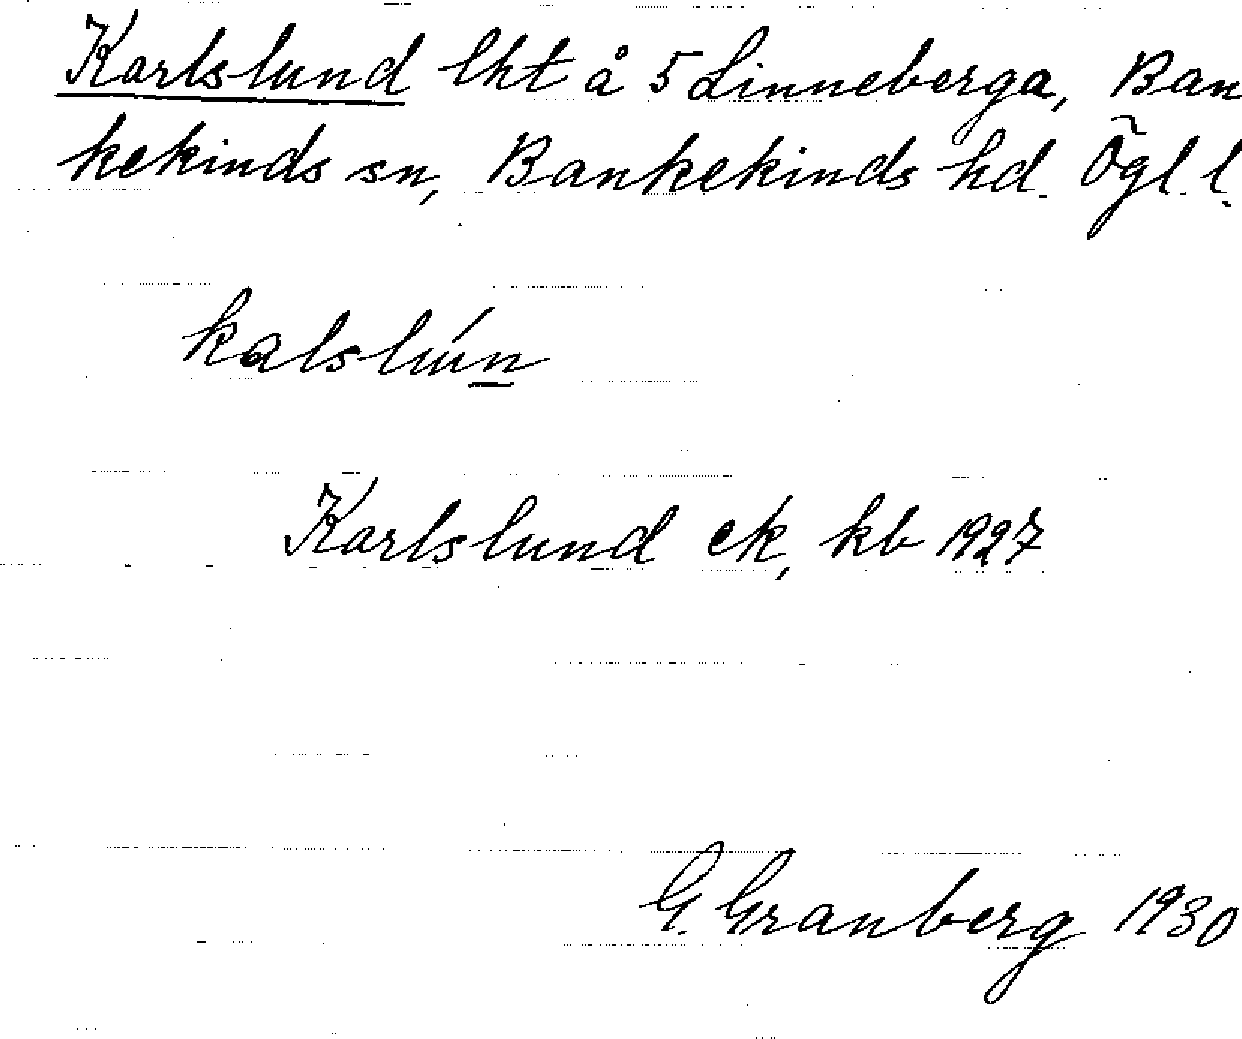 Karlslund lht å 5 Linneberga, Ban
kekinds sn, Bankekinds hd. Ögl. l.
kalslún
Karlslund ek, kb 1927
G. Granberg 1930